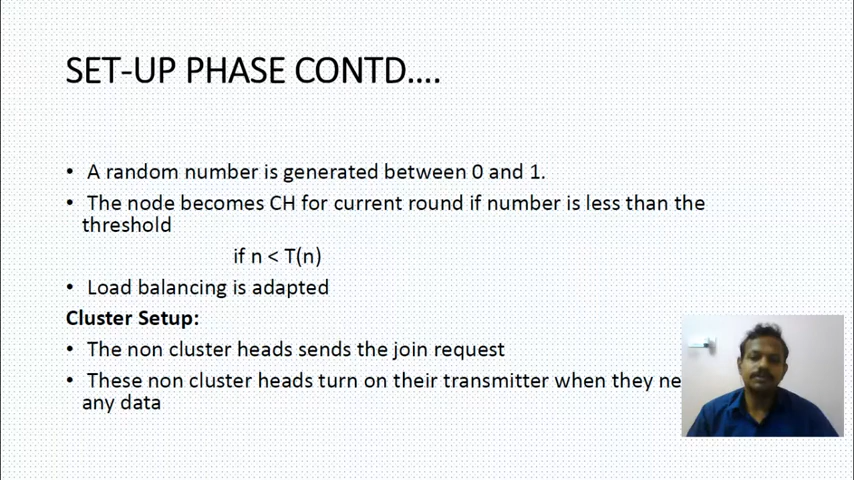 SET-UP PHASE CONTD....
• A random number is generated between 0 and 1.
• The node becomes CH for current round if number is less than the
threshold
if n < T(n)
• Load balancing is adapted
Cluster Setup:
• The non cluster heads sends the join request
• These non cluster heads turn on their transmitter when they
any data